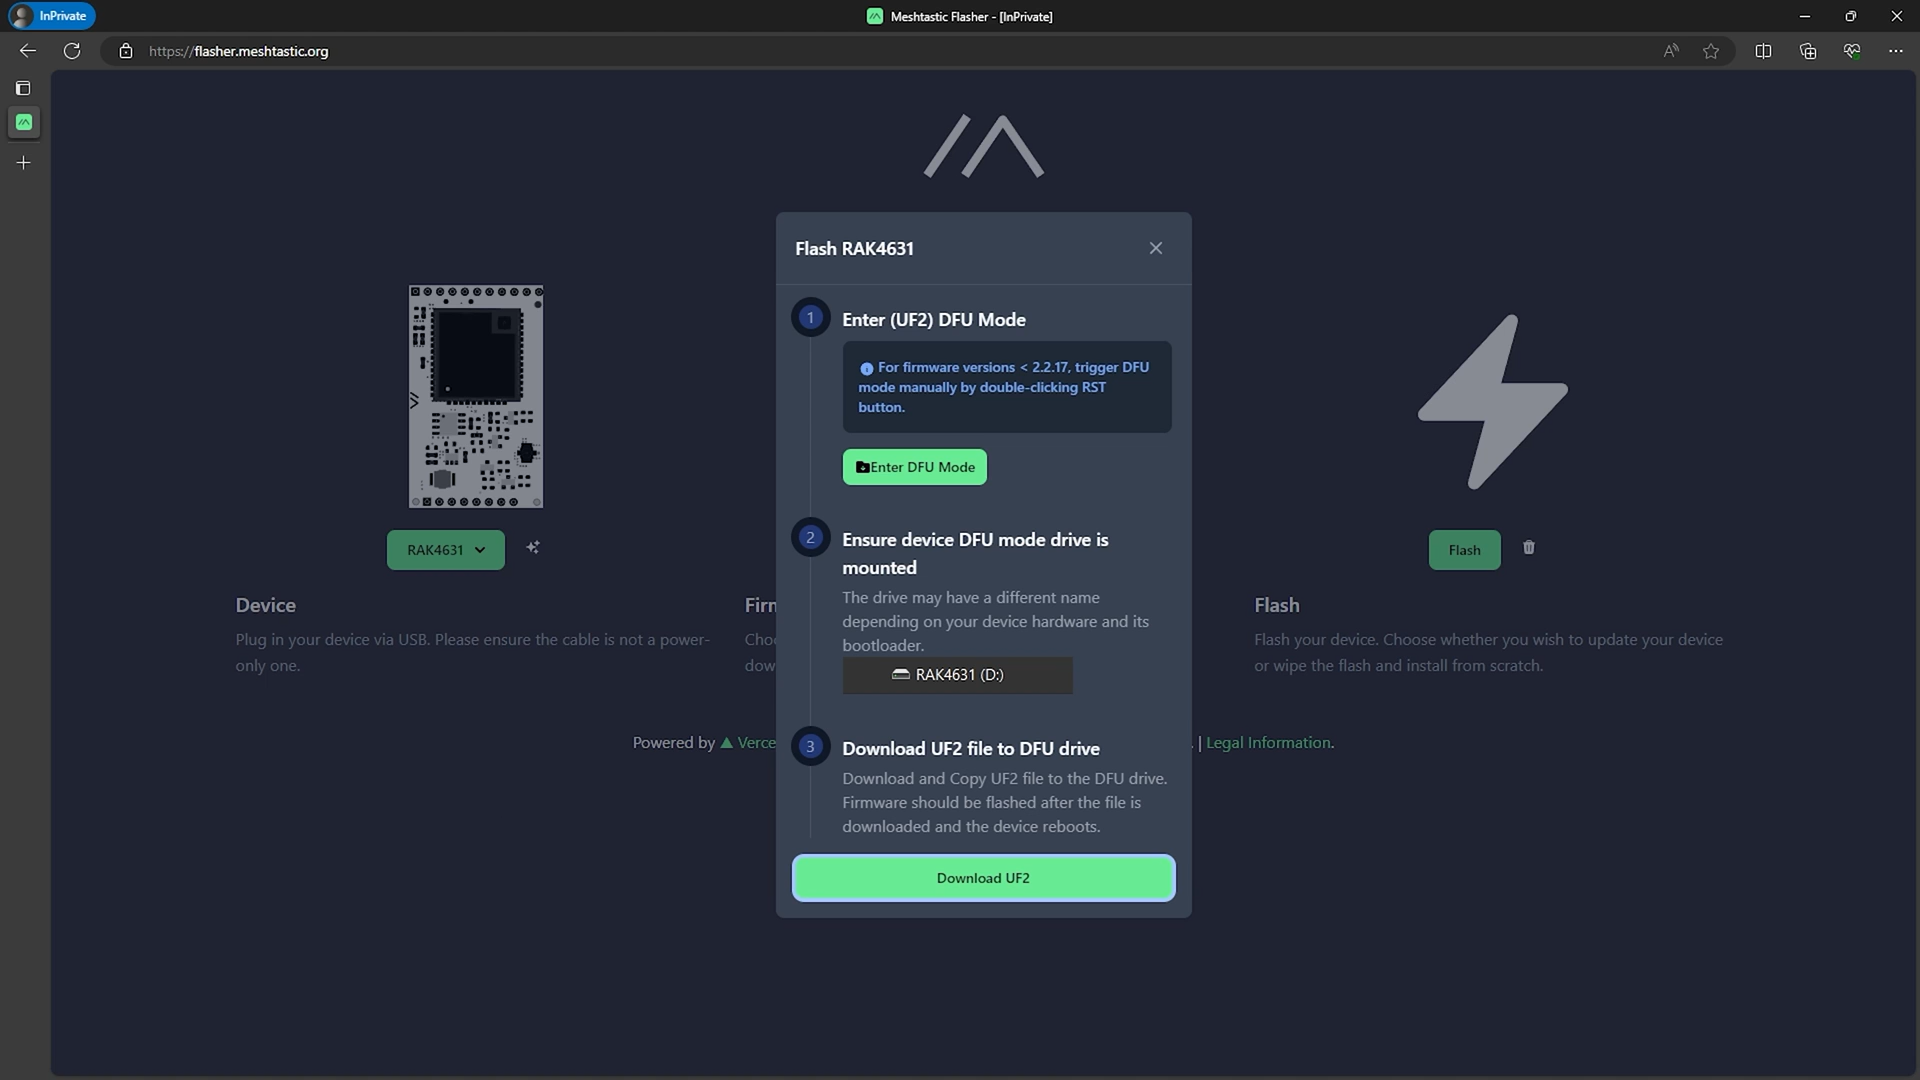 InPrivate
Meshtastic Flasher - [InPrivate]
https://flasher.meshtastic.org
Flash RAK4631
1
Enter (UF2) DFU Mode
For firmware versions < 2.2.17, trigger DFU
mode manually by double-clicking RST
button.
Enter DFU Mode
2
Ensure device DFU mode drive is
mounted
The drive may have a different name
depending on your device hardware and its
bootloader.
RAK4631 (D:)
3
Download UF2 file to DFU drive
Download and Copy UF2 file to the DFU drive.
Firmware should be flashed after the file is
downloaded and the device reboots.
Download UF2
RAK4631
Device
Plug in your device via USB. Please ensure the cable is not a power-
only one.
Flash
Flash
Flash your device. Choose whether you wish to update your device
or wipe the flash and install from scratch.
Powered by
. | Legal Information.